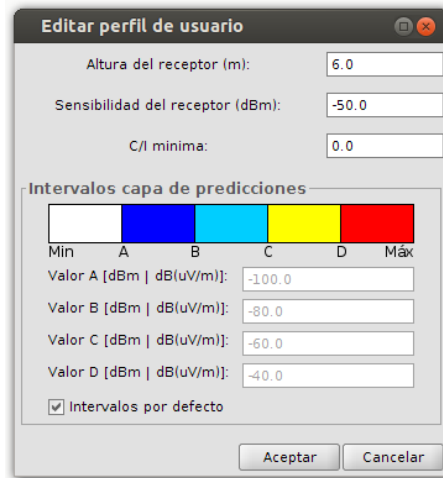 Editar perfil de usuario
Altura del receptor (m): 6.0
Sensibilidad del receptor (dBm): -50.0
C/I minima: 0.0
Intervalos capa de predicciones
Min A B C D Máx
Valor A [dBm | dB(uV/m)]: -100.0
Valor B [dBm | dB(uV/m)]: -80.0
Valor C [dBm | dB(uV/m)]: -60.0
Valor D [dBm | dB(uV/m)]: -40.0
Intervalos por defecto
Aceptar Cancelar